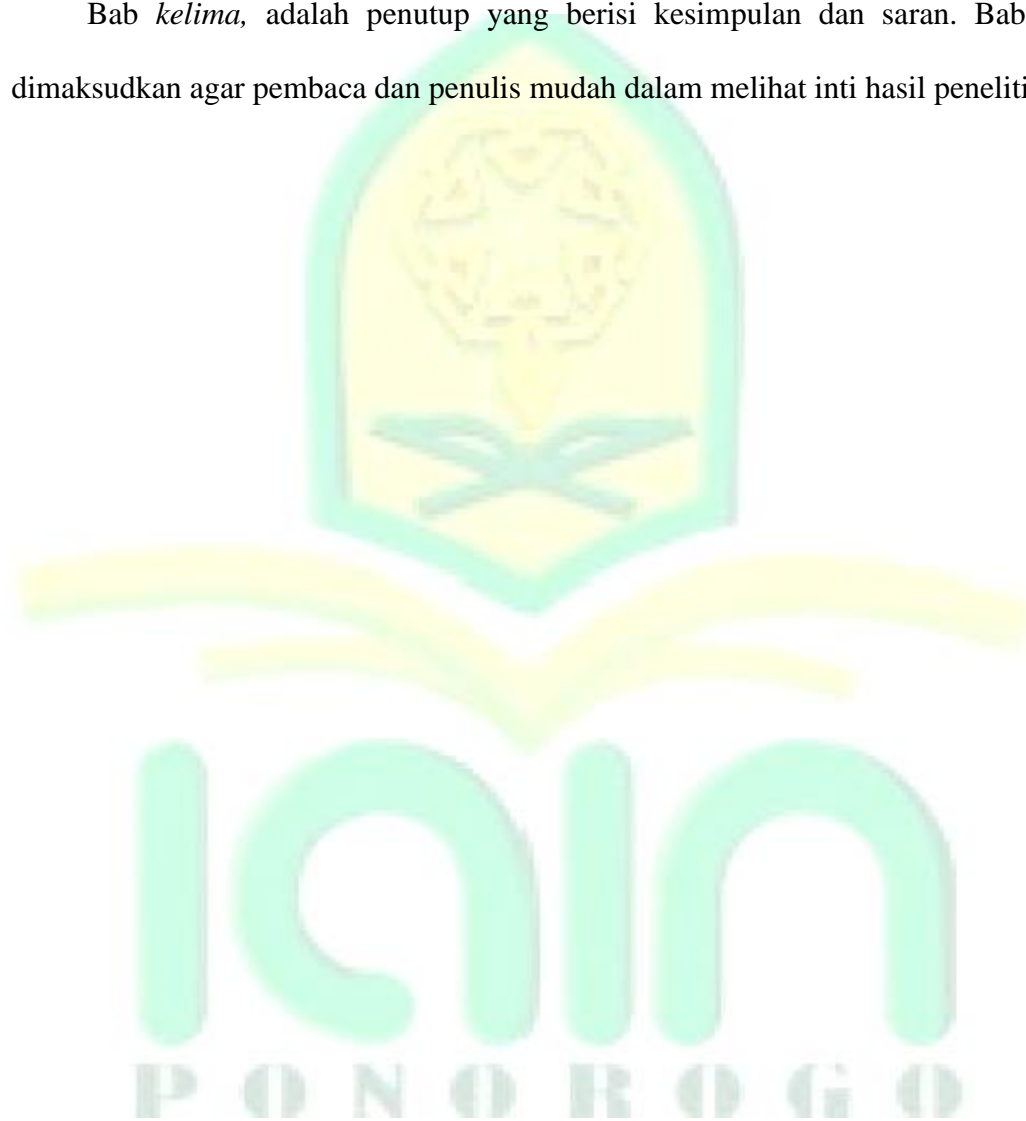 Bab kelima, adalah penutup yang berisi kesimpulan dan saran. Bab
dimaksudkan agar pembaca dan penulis mudah dalam melihat inti hasil peneliti
iain
PONOROGO